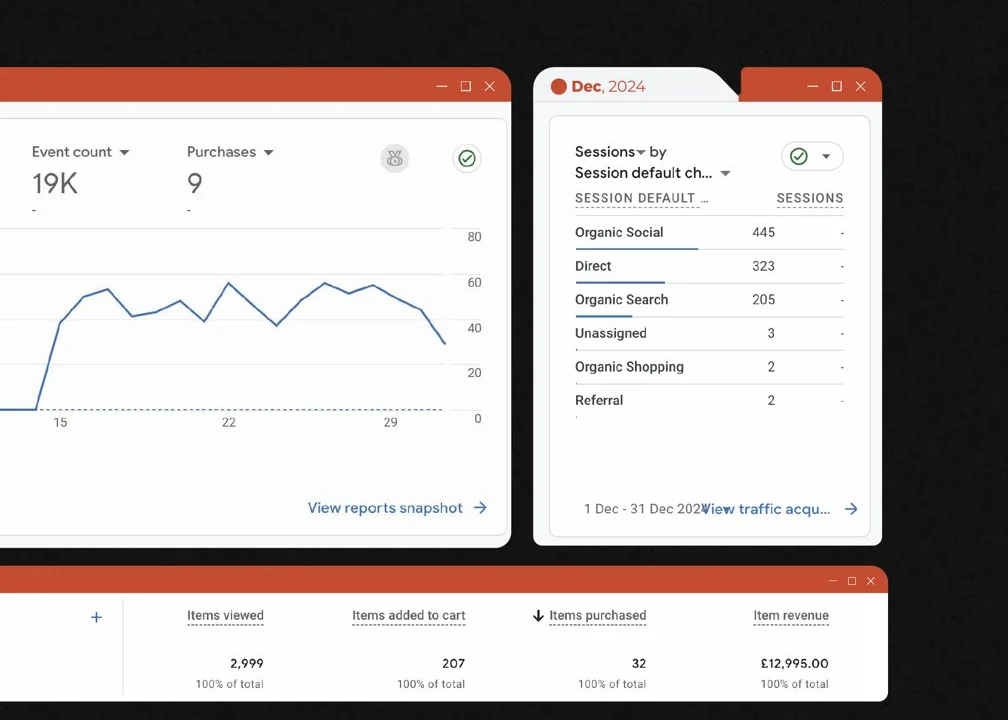 Event count
Purchases
19K
9
-
-
80
60
40
20
0
15
22
29
View reports snapshot
Dec, 2024
Sessions by
Session default ch...
SESSION DEFAULT ...
SESSIONS
Organic Social 445 -
Direct 323 -
Organic Search 205 -
Unassigned 3 -
Organic Shopping 2 -
Referral 2 -
1 Dec - 31 Dec 2024
View traffic acqu...
+
Items viewed
Items added to cart
Items purchased
Item revenue
2,999
207
32
£12,995.00
100% of total
100% of total
100% of total
100% of total